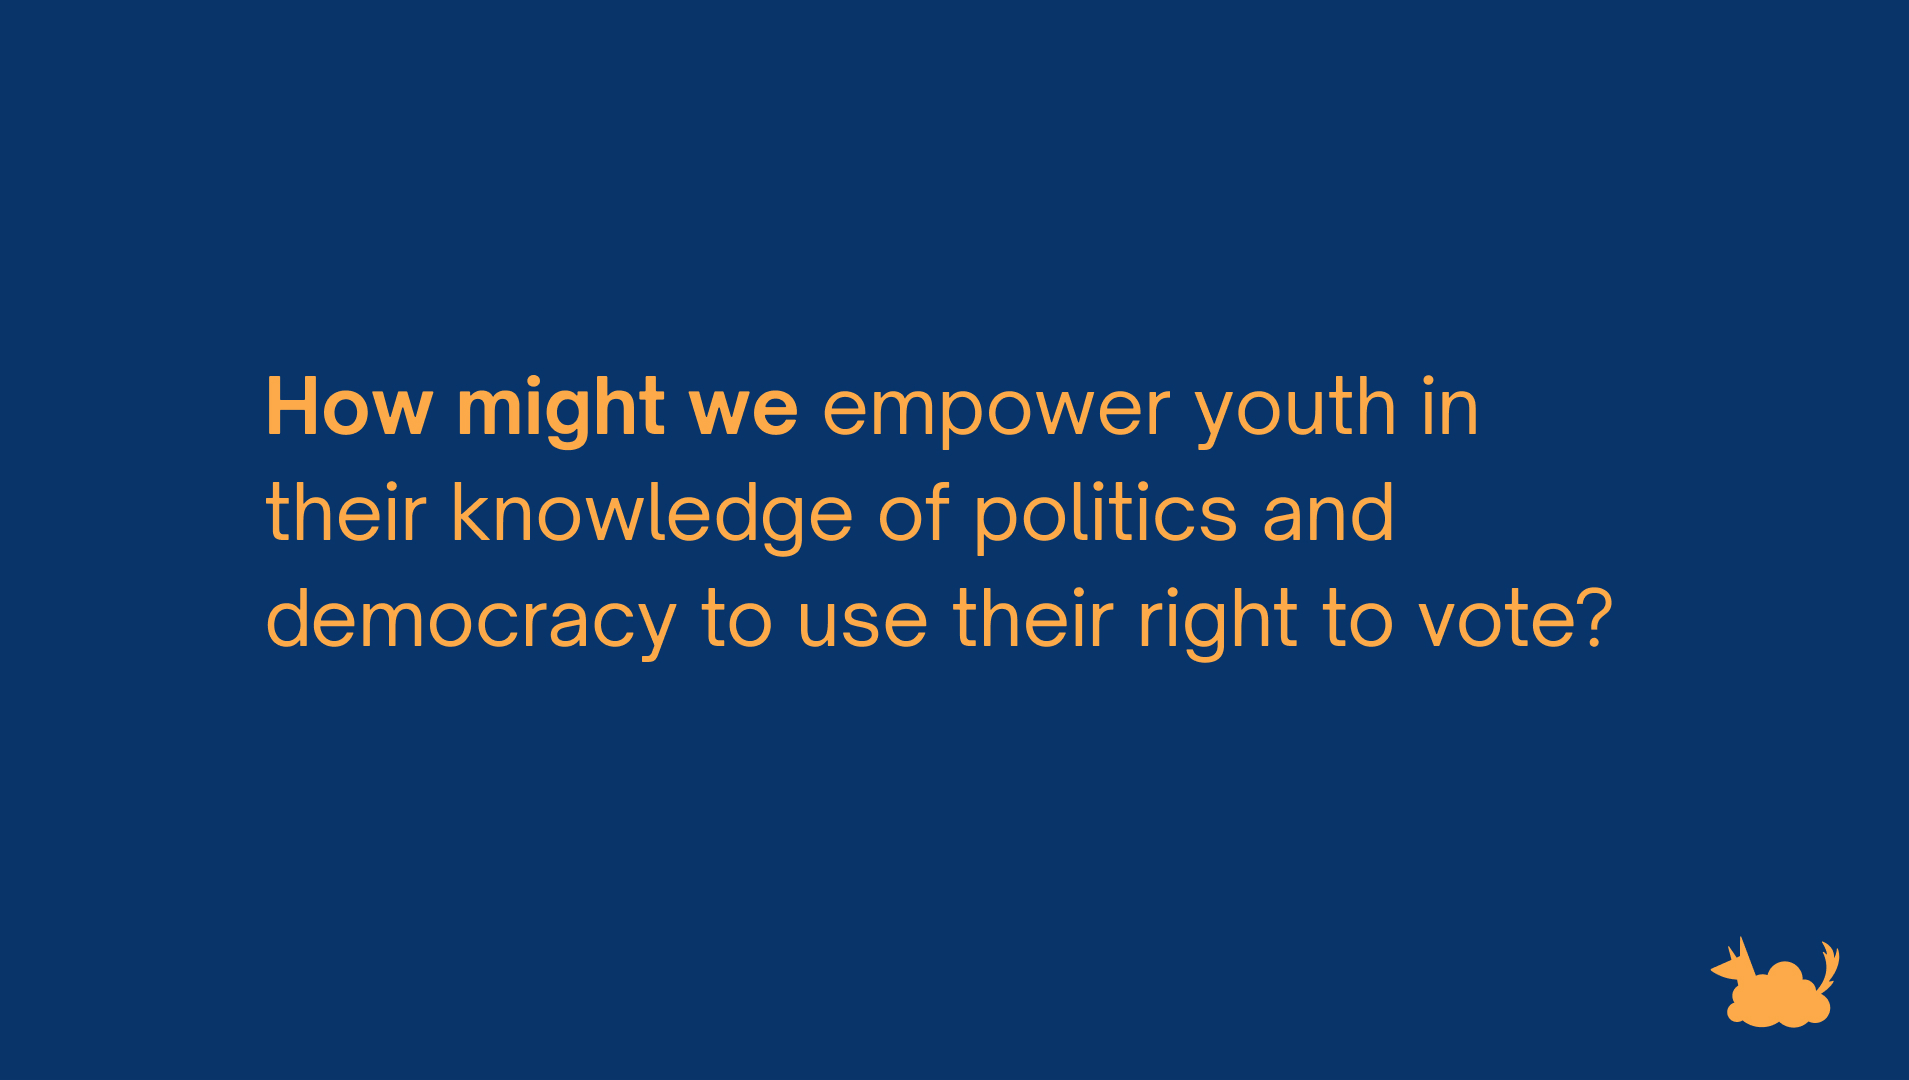 How might we empower youth in
their knowledge of politics and
democracy to use their right to vote?